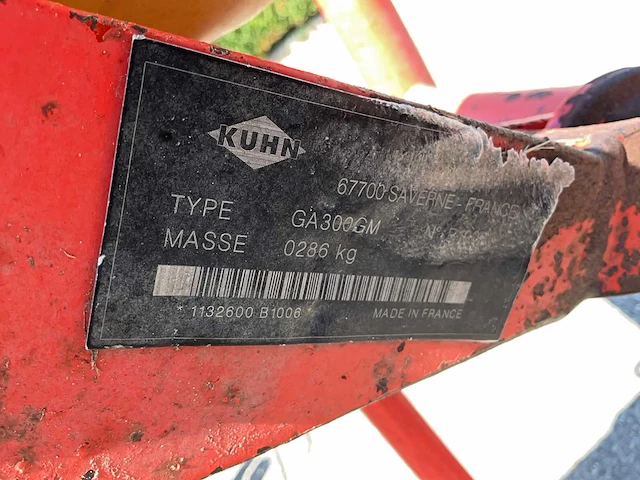 KUHN
67700 SAVERNE - FRANCE
TYPE GA300GM N°
MASSE 0286 kg
* 1132600 B1006 *
MADE IN FRANCE